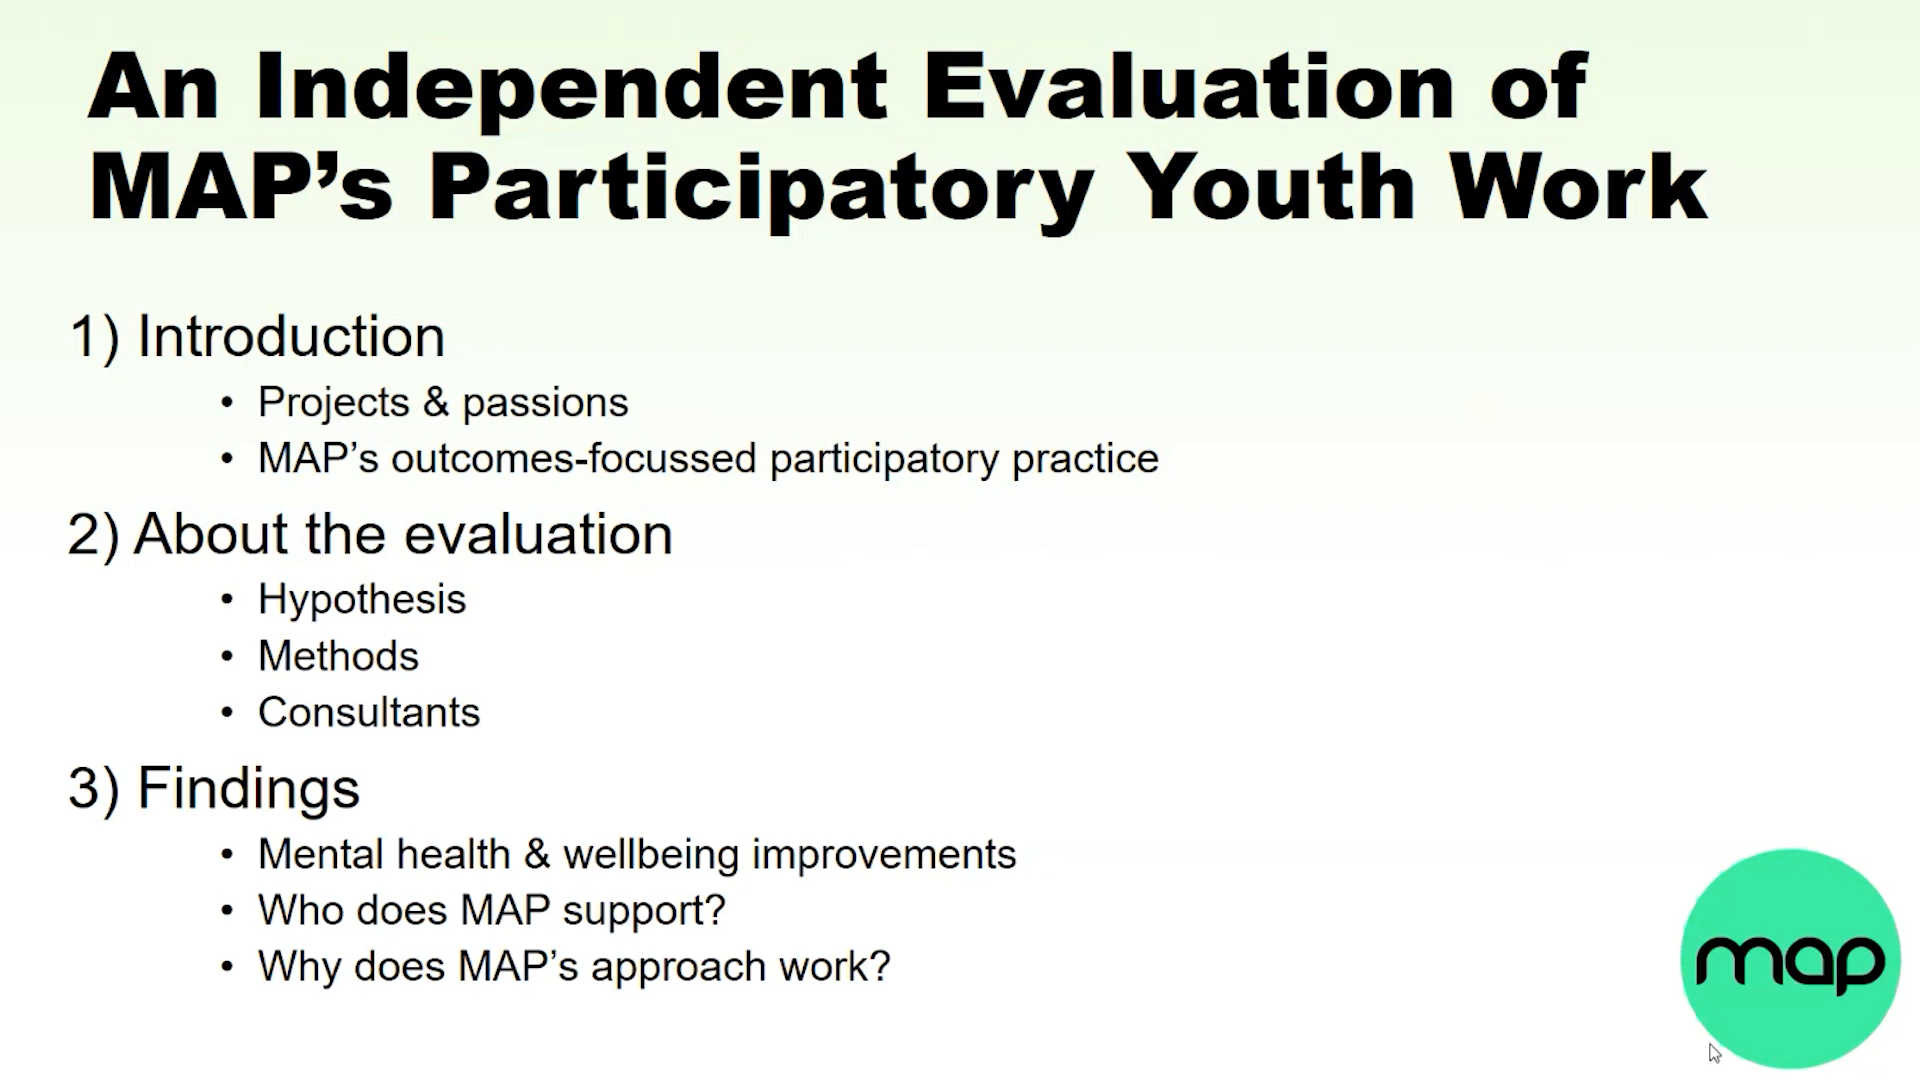 An Independent Evaluation of
MAP’s Participatory Youth Work
1) Introduction
• Projects & passions
• MAP’s outcomes-focussed participatory practice
2) About the evaluation
• Hypothesis
• Methods
• Consultants
3) Findings
• Mental health & wellbeing improvements
• Who does MAP support?
• Why does MAP’s approach work?
map